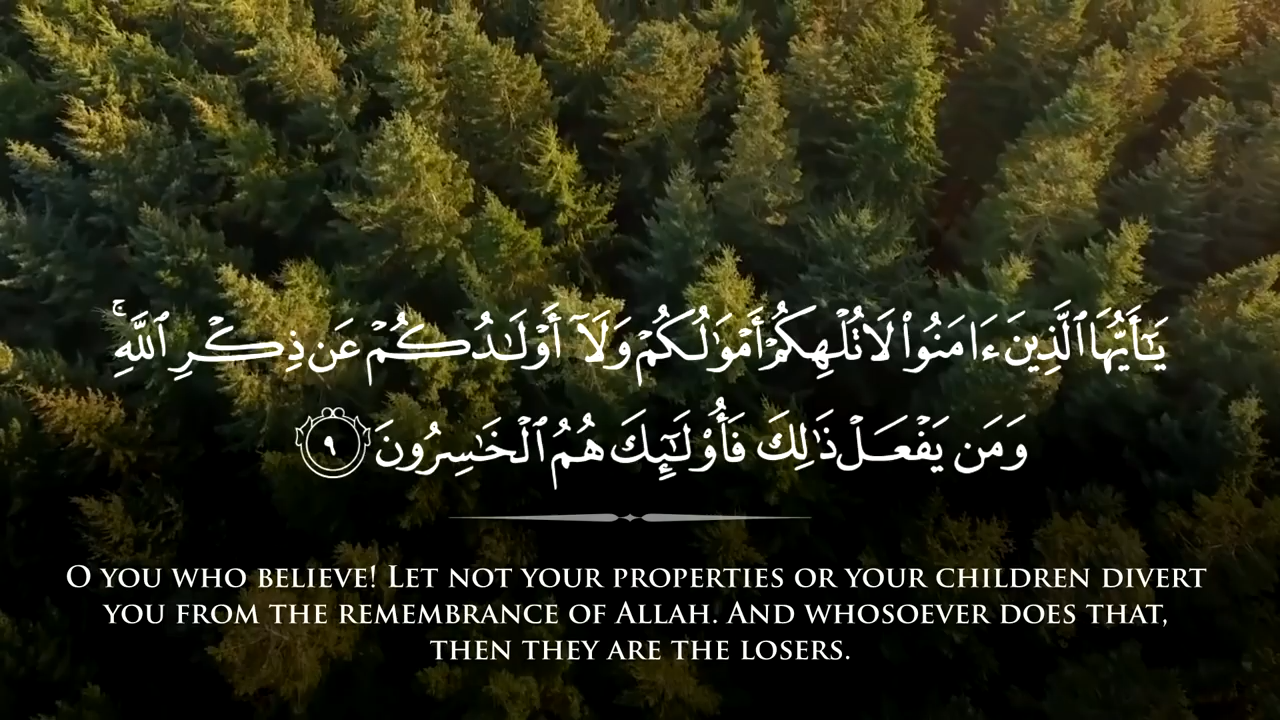 يَـٰٓأَيُّهَا ٱلَّذِينَ ءَامَنُوا۟ لَا تُلْهِكُمْ أَمْوَٰلُكُمْ وَلَآ أَوْلَـٰدُكُمْ عَن ذِكْرِ ٱللَّهِ ۚ
وَمَن يَفْعَلْ ذَٰلِكَ فَأُو۟لَـٰٓئِكَ هُمُ ٱلْخَـٰسِرُونَ ٩
O you who believe! Let not your properties or your children divert
you from the remembrance of Allah. And whosoever does that,
then they are the losers.